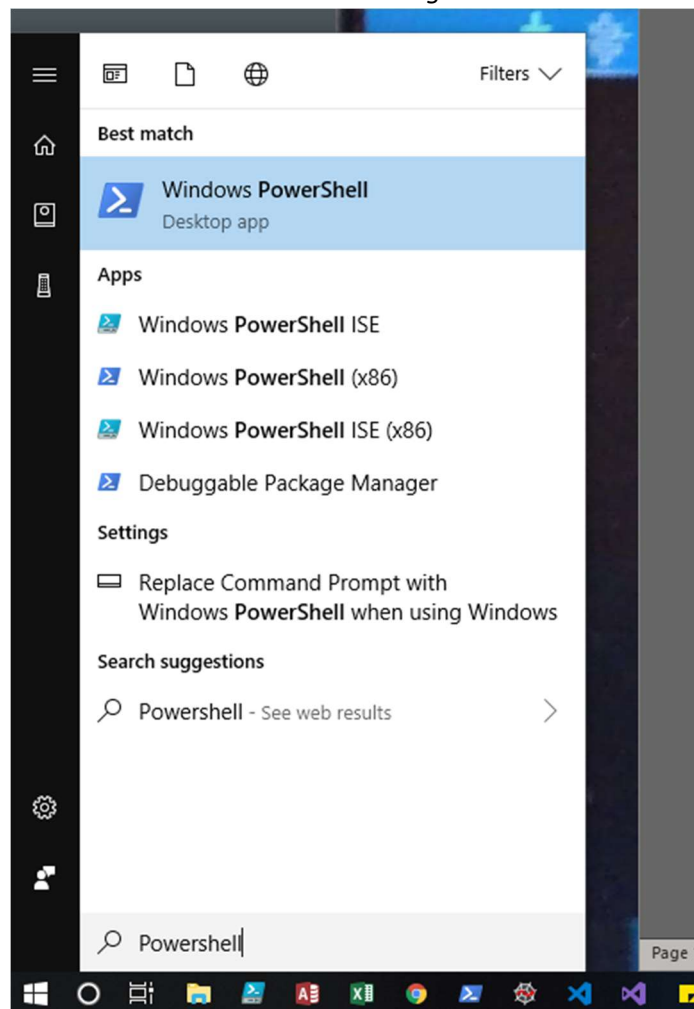 Filters
Best match
Windows PowerShell
Desktop app
Apps
Windows PowerShell ISE
Windows PowerShell (x86)
Windows PowerShell ISE (x86)
Debuggable Package Manager
Settings
Replace Command Prompt with
Windows PowerShell when using Windows
Search suggestions
Powershell - See web results
Powershell
Page